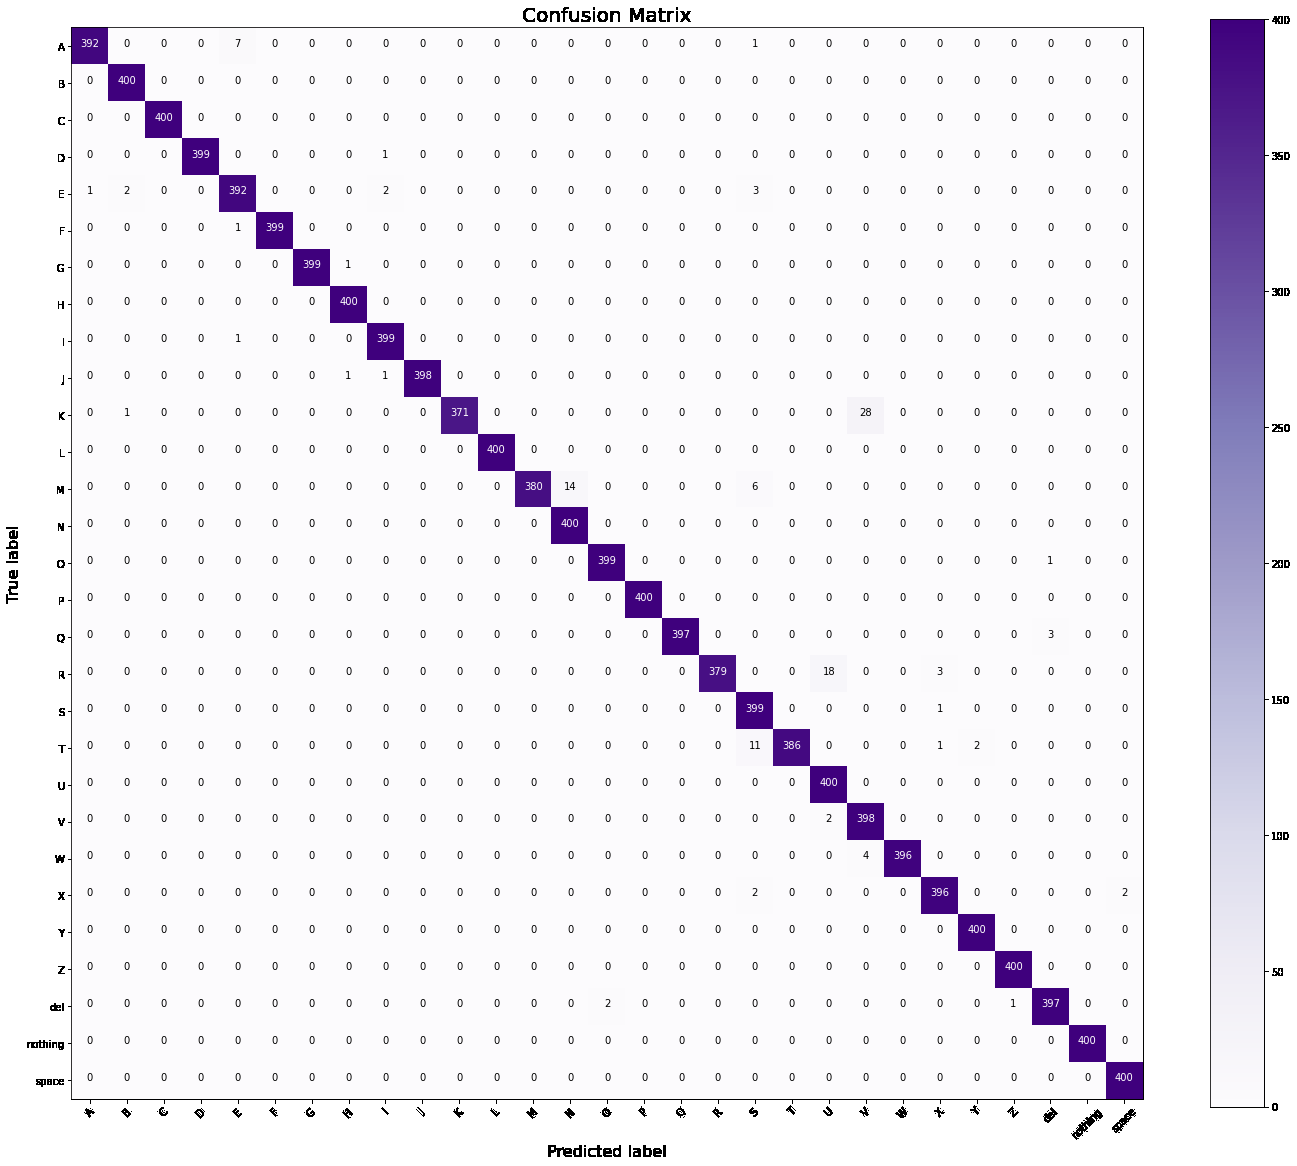 Confusion Matrix
A 392 0 0 0 7 0 0 0 0 0 0 0 0 0 0 0 0 0 1 0 0 0 0 0 0 0 0 0 0
B 0 400 0 0 0 0 0 0 0 0 0 0 0 0 0 0 0 0 0 0 0 0 0 0 0 0 0 0 0
C 0 0 400 0 0 0 0 0 0 0 0 0 0 0 0 0 0 0 0 0 0 0 0 0 0 0 0 0 0
D 0 0 0 399 0 0 0 0 1 0 0 0 0 0 0 0 0 0 0 0 0 0 0 0 0 0 0 0 0
E 1 2 0 0 392 0 0 0 2 0 0 0 0 0 0 0 0 0 3 0 0 0 0 0 0 0 0 0 0
F 0 0 0 0 1 399 0 0 0 0 0 0 0 0 0 0 0 0 0 0 0 0 0 0 0 0 0 0 0
G 0 0 0 0 0 0 399 1 0 0 0 0 0 0 0 0 0 0 0 0 0 0 0 0 0 0 0 0 0
H 0 0 0 0 0 0 0 400 0 0 0 0 0 0 0 0 0 0 0 0 0 0 0 0 0 0 0 0 0
I 0 0 0 0 1 0 0 0 399 0 0 0 0 0 0 0 0 0 0 0 0 0 0 0 0 0 0 0 0
J 0 0 0 0 0 0 0 1 1 398 0 0 0 0 0 0 0 0 0 0 0 0 0 0 0 0 0 0 0
K 0 1 0 0 0 0 0 0 0 0 371 0 0 0 0 0 0 0 0 0 0 28 0 0 0 0 0 0 0
L 0 0 0 0 0 0 0 0 0 0 0 400 0 0 0 0 0 0 0 0 0 0 0 0 0 0 0 0 0
M 0 0 0 0 0 0 0 0 0 0 0 0 380 14 0 0 0 0 6 0 0 0 0 0 0 0 0 0 0
N 0 0 0 0 0 0 0 0 0 0 0 0 0 400 0 0 0 0 0 0 0 0 0 0 0 0 0 0 0
O 0 0 0 0 0 0 0 0 0 0 0 0 0 0 399 0 0 0 0 0 0 0 0 0 0 0 1 0 0
P 0 0 0 0 0 0 0 0 0 0 0 0 0 0 0 400 0 0 0 0 0 0 0 0 0 0 0 0 0
Q 0 0 0 0 0 0 0 0 0 0 0 0 0 0 0 0 397 0 0 0 0 0 0 0 0 0 3 0 0
R 0 0 0 0 0 0 0 0 0 0 0 0 0 0 0 0 0 379 0 0 18 0 0 3 0 0 0 0 0
S 0 0 0 0 0 0 0 0 0 0 0 0 0 0 0 0 0 0 399 0 0 0 0 1 0 0 0 0 0
T 0 0 0 0 0 0 0 0 0 0 0 0 0 0 0 0 0 0 11 386 0 0 0 1 2 0 0 0 0
U 0 0 0 0 0 0 0 0 0 0 0 0 0 0 0 0 0 0 0 0 400 0 0 0 0 0 0 0 0
V 0 0 0 0 0 0 0 0 0 0 0 0 0 0 0 0 0 0 0 0 2 398 0 0 0 0 0 0 0
W 0 0 0 0 0 0 0 0 0 0 0 0 0 0 0 0 0 0 0 0 0 4 396 0 0 0 0 0 0
X 0 0 0 0 0 0 0 0 0 0 0 0 0 0 0 0 0 0 2 0 0 0 0 396 0 0 0 0 2
Y 0 0 0 0 0 0 0 0 0 0 0 0 0 0 0 0 0 0 0 0 0 0 0 0 400 0 0 0 0
Z 0 0 0 0 0 0 0 0 0 0 0 0 0 0 0 0 0 0 0 0 0 0 0 0 0 400 0 0 0
del 0 0 0 0 0 0 0 0 0 0 0 0 0 0 2 0 0 0 0 0 0 0 0 0 0 1 397 0 0
nothing 0 0 0 0 0 0 0 0 0 0 0 0 0 0 0 0 0 0 0 0 0 0 0 0 0 0 0 400 0
space 0 0 0 0 0 0 0 0 0 0 0 0 0 0 0 0 0 0 0 0 0 0 0 0 0 0 0 0 400
A B C D E F G H I J K L M N O P Q R S T U V W X Y Z del nothing space
True label
Predicted label
400
350
300
250
200
150
100
50
0